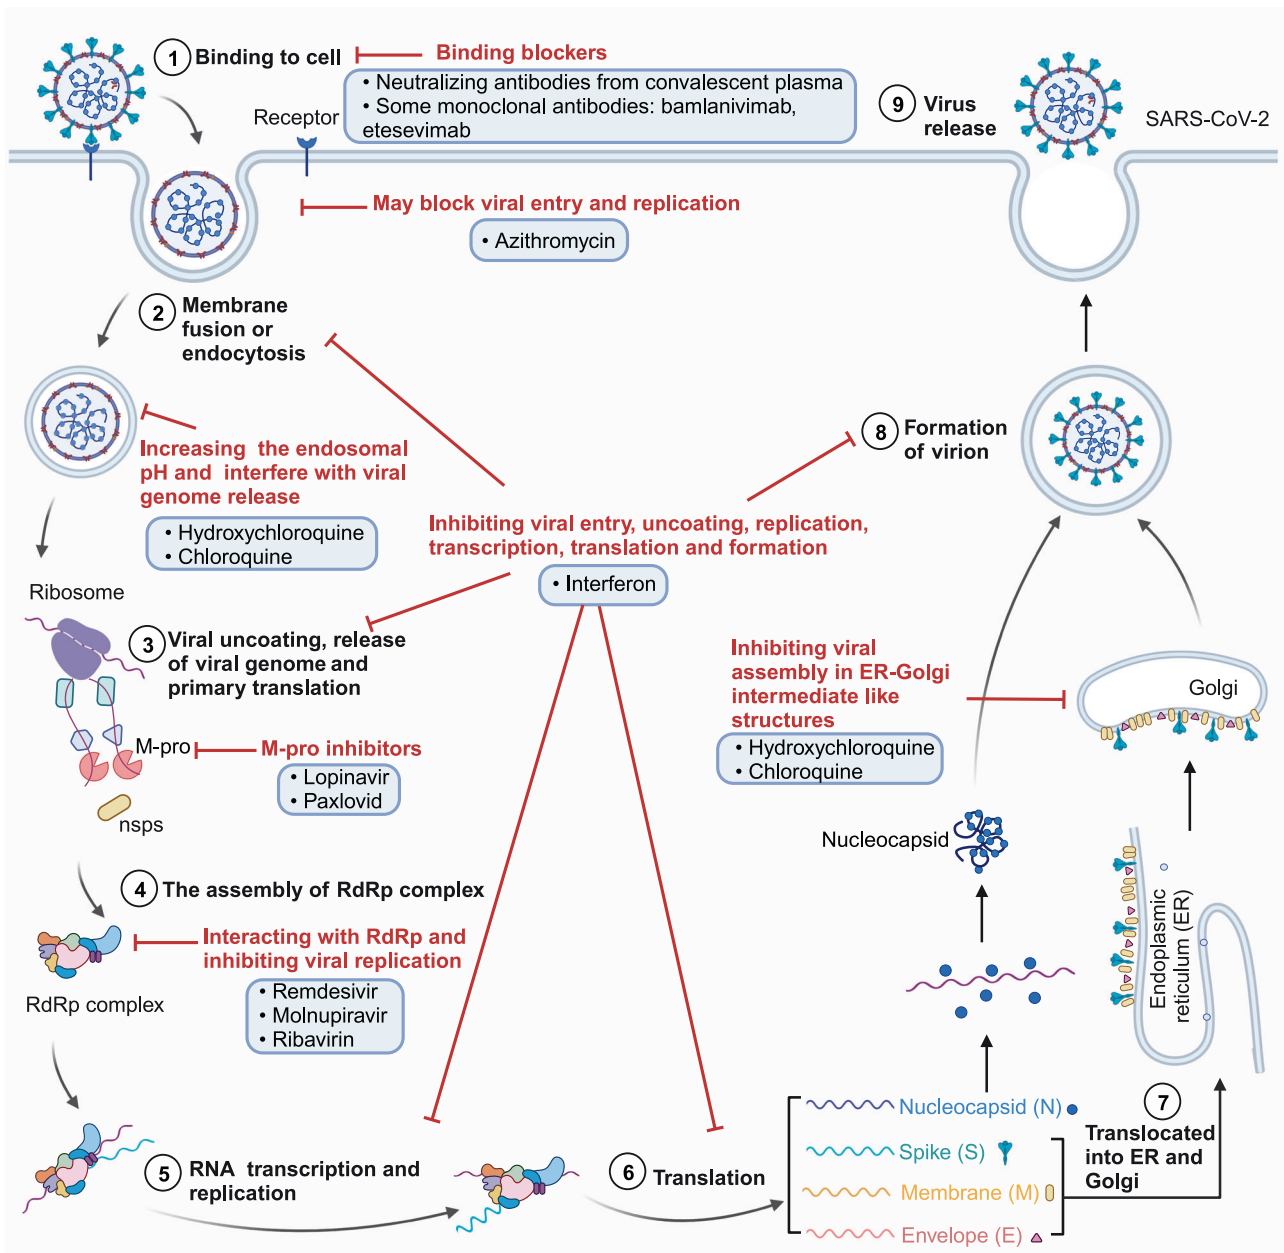 1 Binding to cell
Binding blockers
• Neutralizing antibodies from convalescent plasma
• Some monoclonal antibodies: bamlanivimab,
etesevimab
Receptor
9 Virus
release
SARS-CoV-2
May block viral entry and replication
• Azithromycin
2 Membrane
fusion or
endocytosis
Increasing the endosomal
pH and interfere with viral
genome release
• Hydroxychloroquine
• Chloroquine
8 Formation
of virion
Inhibiting viral entry, uncoating, replication,
transcription, translation and formation
• Interferon
Ribosome
3 Viral uncoating, release
of viral genome and
primary translation
M-pro
M-pro inhibitors
• Lopinavir
• Paxlovid
nsps
Inhibiting viral
assembly in ER-Golgi
intermediate like
structures
• Hydroxychloroquine
• Chloroquine
Golgi
Nucleocapsid
Endoplasmic
reticulum (ER)
4 The assembly of RdRp complex
Interacting with RdRp and
inhibiting viral replication
• Remdesivir
• Molnupiravir
• Ribavirin
RdRp complex
5 RNA transcription and
replication
6 Translation
Nucleocapsid (N)
Spike (S)
Membrane (M)
Envelope (E)
7
Translocated
into ER and
Golgi